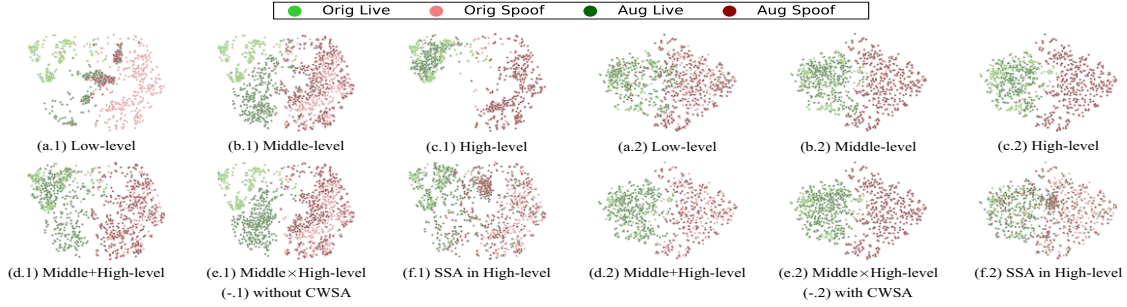 Orig Live Orig Spoof Aug Live Aug Spoof
(a.1) Low-level (b.1) Middle-level (c.1) High-level (a.2) Low-level (b.2) Middle-level (c.2) High-level
(d.1) Middle+High-level (e.1) Middle×High-level (f.1) SSA in High-level (d.2) Middle+High-level (e.2) Middle×High-level (f.2) SSA in High-level
(-.1) without CWSA (-.2) with CWSA